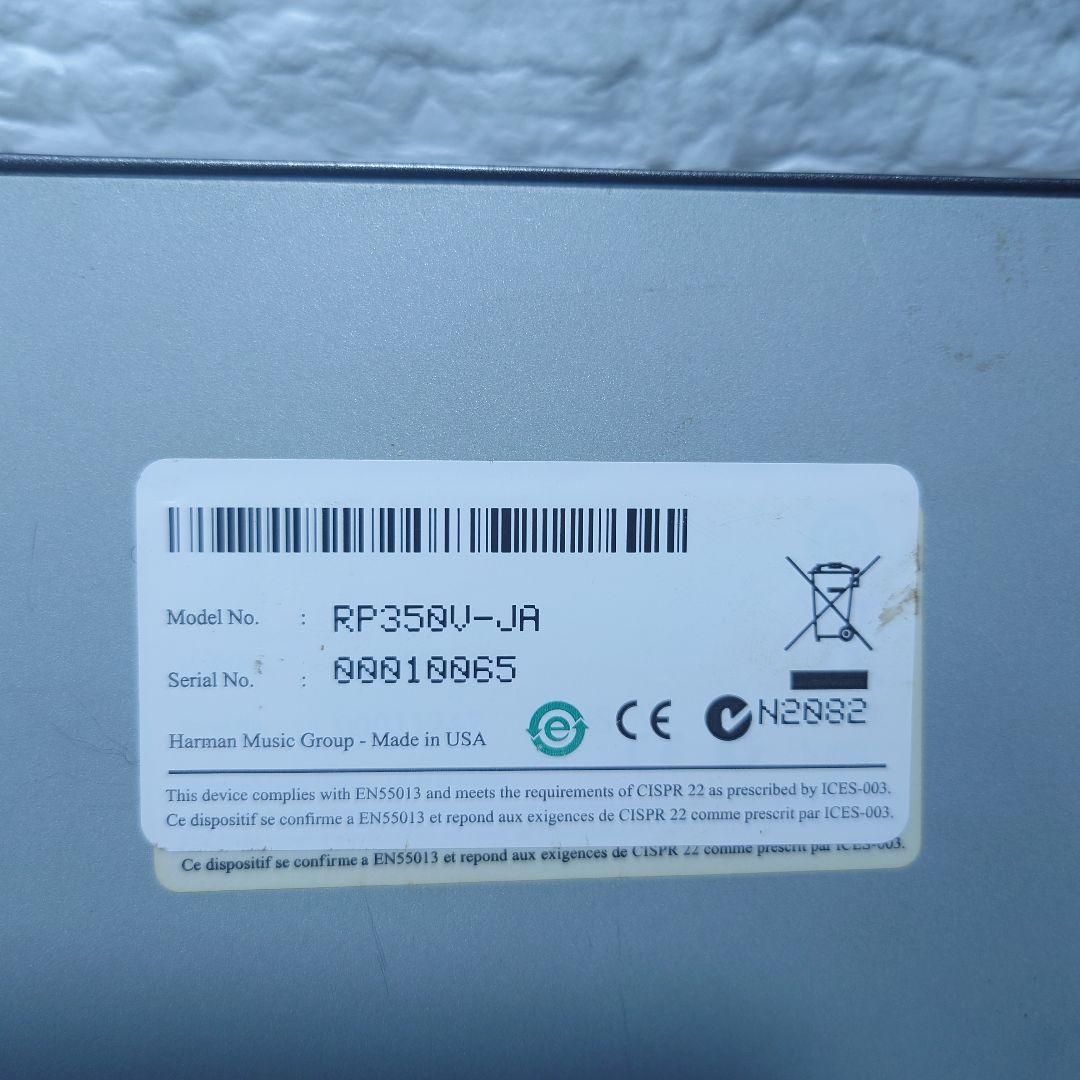 Model No. : RP350V-JA
Serial No. : 00010065
Harman Music Group - Made in USA e CE N2082
This device complies with EN55013 and meets the requirements of CISPR 22 as prescribed by ICES-003.
Ce dispositif se confirme a EN55013 et repond aux exigences de CISPR 22 comme prescrit par ICES-003.
Ce dispositif se confirme a EN55013 et repond aux exigences de CISPR 22 comme prescrit par ICES-003.